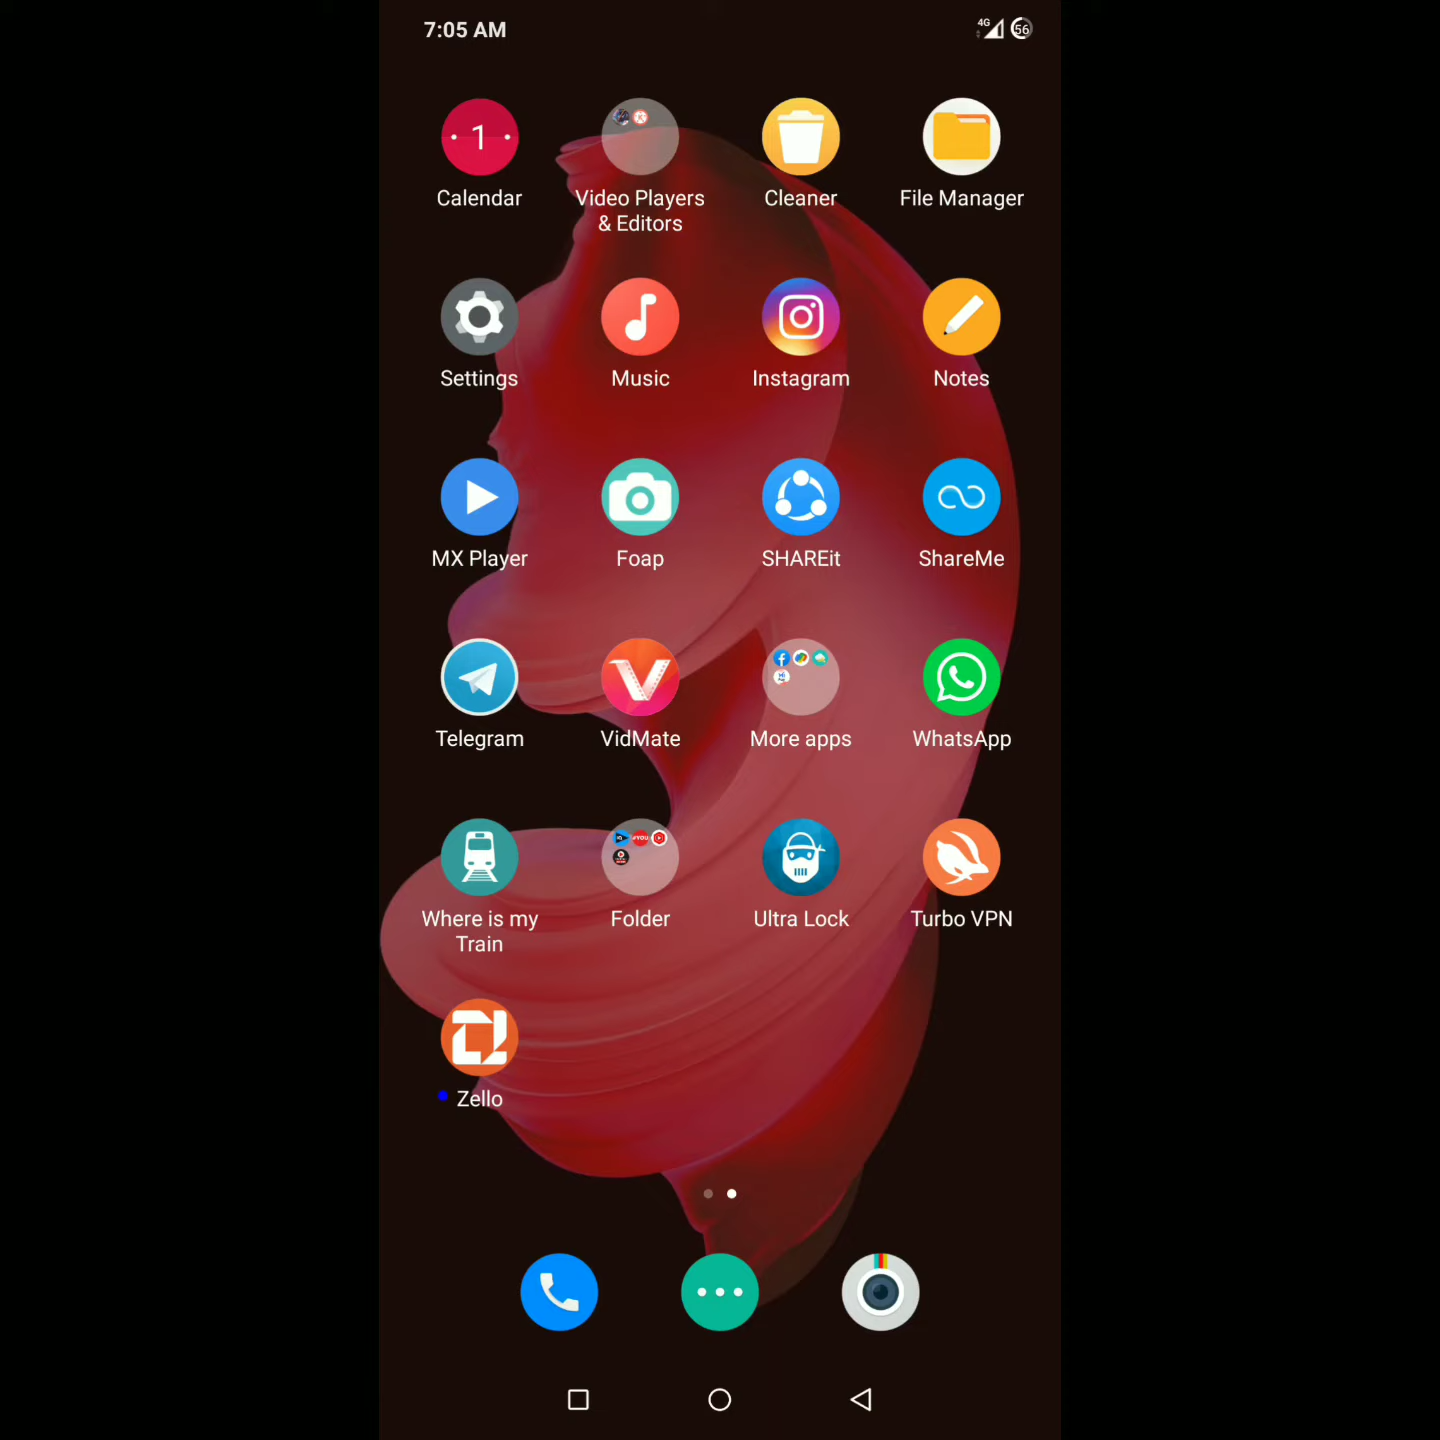 7:05 AM
4G
56
1
Calendar
Video Players
& Editors
Cleaner
File Manager
Settings
Music
Instagram
Notes
MX Player
Foap
SHAREit
ShareMe
Telegram
VidMate
More apps
WhatsApp
Where is my
Train
Folder
Ultra Lock
Turbo VPN
Zello